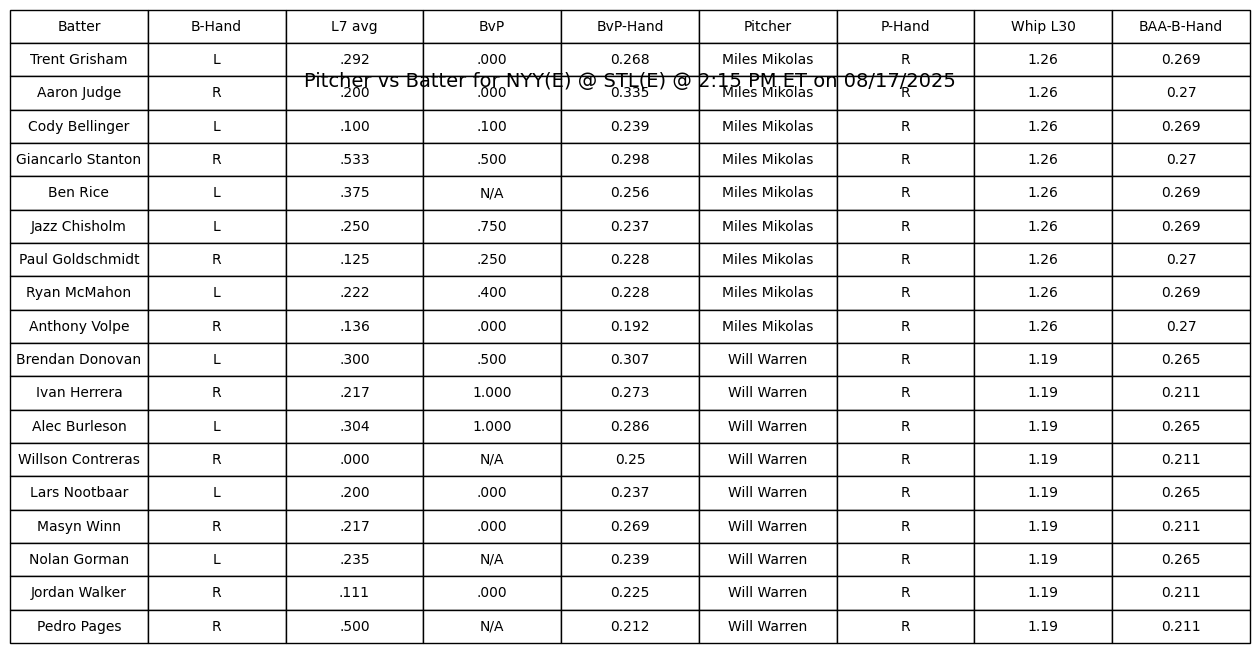 Batter B-Hand L7 avg BvP BvP-Hand Pitcher P-Hand Whip L30 BAA-B-Hand
Trent Grisham L .292 .000 0.268 Miles Mikolas R 1.26 0.269
Pitcher vs Batter for NYY(E) @ STL(E) @ 2:15 PM ET on 08/17/2025
Aaron Judge R .200 .000 0.335 Miles Mikolas R 1.26 0.27
Cody Bellinger L .100 .100 0.239 Miles Mikolas R 1.26 0.269
Giancarlo Stanton R .533 .500 0.298 Miles Mikolas R 1.26 0.27
Ben Rice L .375 N/A 0.256 Miles Mikolas R 1.26 0.269
Jazz Chisholm L .250 .750 0.237 Miles Mikolas R 1.26 0.269
Paul Goldschmidt R .125 .250 0.228 Miles Mikolas R 1.26 0.27
Ryan McMahon L .222 .400 0.228 Miles Mikolas R 1.26 0.269
Anthony Volpe R .136 .000 0.192 Miles Mikolas R 1.26 0.27
Brendan Donovan L .300 .500 0.307 Will Warren R 1.19 0.265
Ivan Herrera R .217 1.000 0.273 Will Warren R 1.19 0.211
Alec Burleson L .304 1.000 0.286 Will Warren R 1.19 0.265
Willson Contreras R .000 N/A 0.25 Will Warren R 1.19 0.211
Lars Nootbaar L .200 .000 0.237 Will Warren R 1.19 0.265
Masyn Winn R .217 .000 0.269 Will Warren R 1.19 0.211
Nolan Gorman L .235 N/A 0.239 Will Warren R 1.19 0.265
Jordan Walker R .111 .000 0.225 Will Warren R 1.19 0.211
Pedro Pages R .500 N/A 0.212 Will Warren R 1.19 0.211